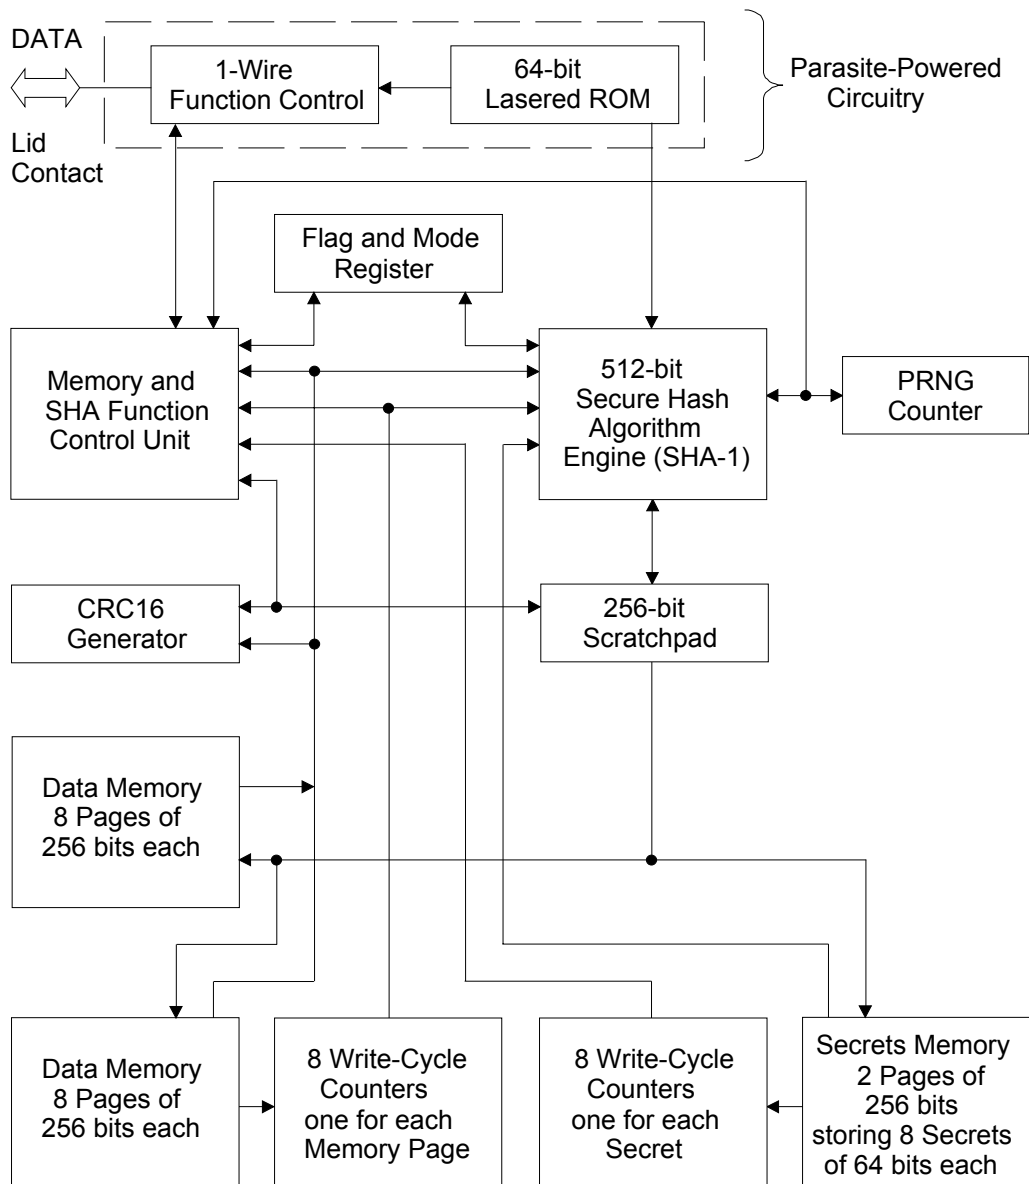 DATA
Lid
Contact
1-Wire
Function Control
64-bit
Lasered ROM
Parasite-Powered
Circuitry
Flag and Mode
Register
Memory and
SHA Function
Control Unit
512-bit
Secure Hash
Algorithm
Engine (SHA-1)
PRNG
Counter
CRC16
Generator
256-bit
Scratchpad
Data Memory
8 Pages of
256 bits each
Data Memory
8 Pages of
256 bits each
8 Write-Cycle
Counters
one for each
Memory Page
8 Write-Cycle
Counters
one for each
Secret
Secrets Memory
2 Pages of
256 bits
storing 8 Secrets
of 64 bits each